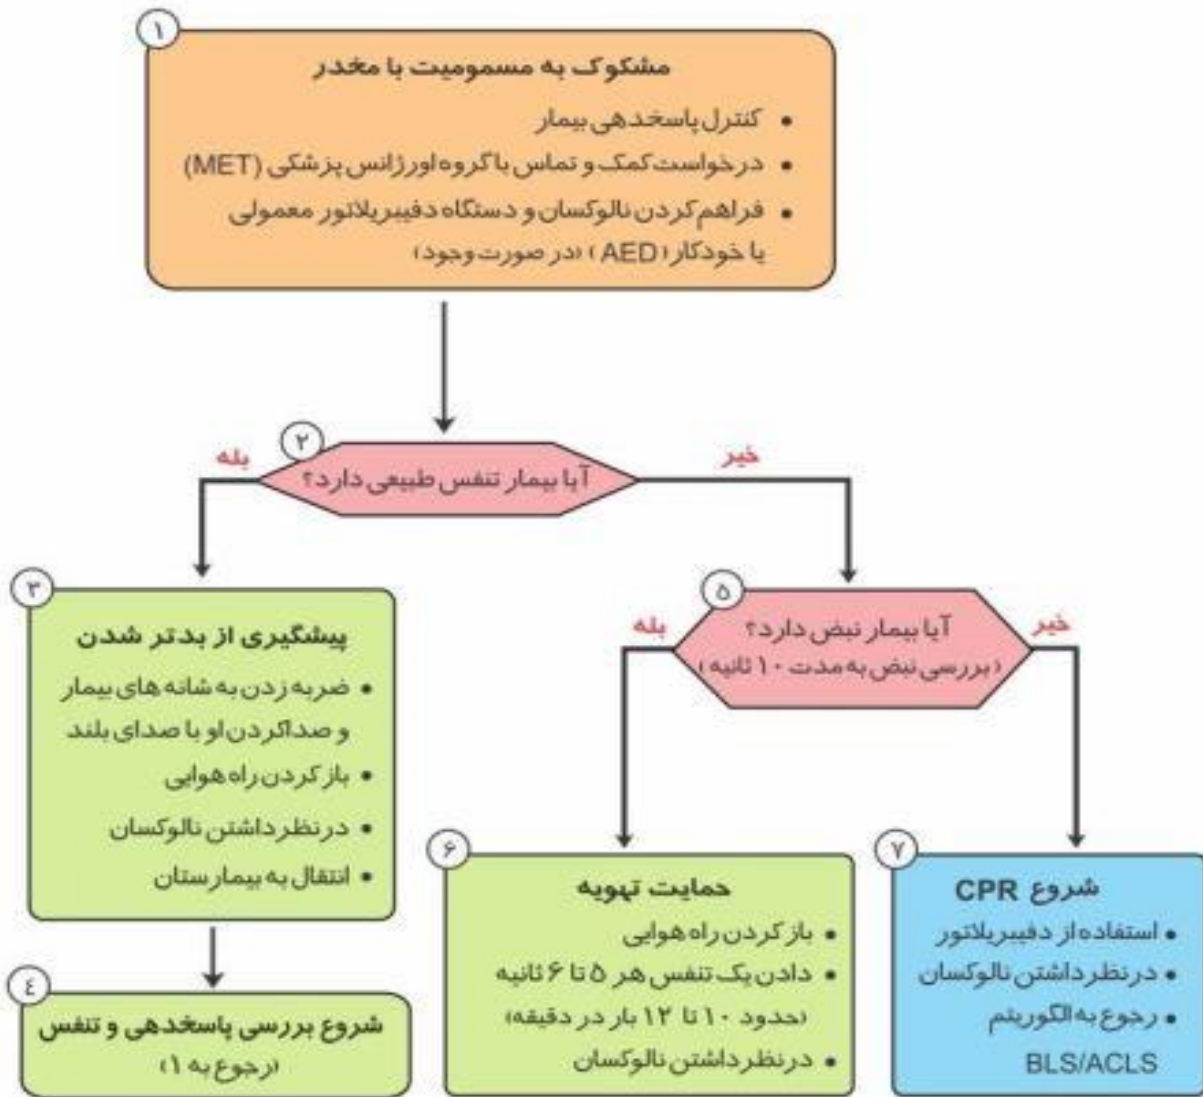 ۱
مشکوک به مسمومیت با مخدر
• کنترل پاسخدهی بیمار
• درخواست کمک و تماس با گروه اورژانس پزشکی (MET)
• فراهم کردن نالوکسان و دستگاه دفیبریلاتور معمولی
یا خودکار (AED) (در صورت وجود)
۲
آیا بیمار تنفس طبیعی دارد؟
بله
خیر
۳
پیشگیری از بدتر شدن
• ضربه زدن به شانه های بیمار
و صدا کردن او با صدای بلند
• باز کردن راه هوایی
• در نظر داشتن نالوکسان
• انتقال به بیمارستان
٤
شروع بررسی پاسخدهی و تنفس
(رجوع به ۱)
۵
آیا بیمار نبض دارد؟
(بررسی نبض به مدت ۱۰ ثانیه)
بله
خیر
۶
حمایت تهویه
• باز کردن راه هوایی
• دادن یک تنفس هر ۵ تا ۶ ثانیه
(حدود ۱۰ تا ۱۲ بار در دقیقه)
• در نظر داشتن نالوکسان
۷
شروع CPR
• استفاده از دفیبریلاتور
• در نظر داشتن نالوکسان
• رجوع به الگوریتم
BLS/ACLS